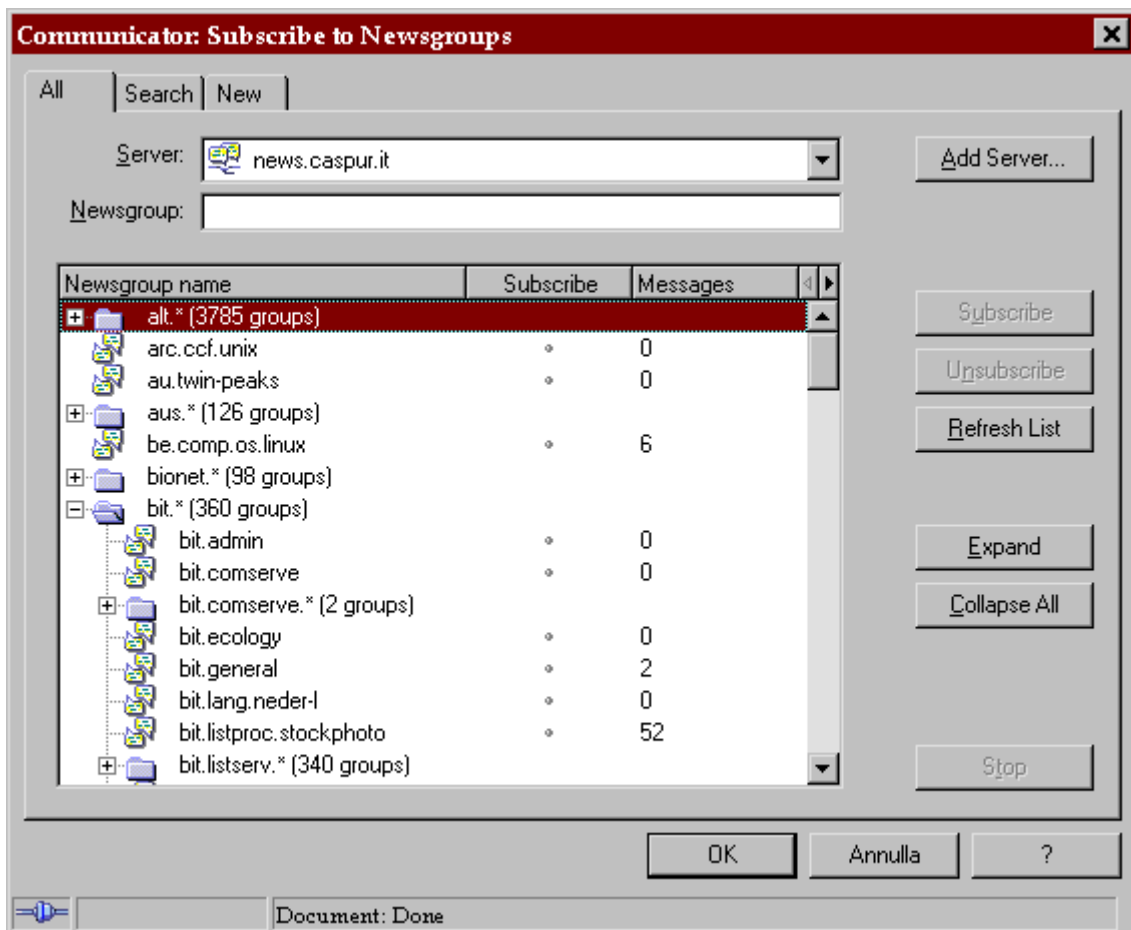 Communicator: Subscribe to Newsgroups
All Search New
Server: news.caspur.it Add Server...
Newsgroup:
Newsgroup name Subscribe Messages
alt.* (3785 groups) Subscribe
arc.ccf.unix 0
au.twin-peaks 0 Unsubscribe
aus.* (126 groups)
be.comp.os.linux 6 Refresh List
bionet.* (98 groups)
bit.* (360 groups)
bit.admin 0 Expand
bit.comserve 0
bit.comserve.* (2 groups) Collapse All
bit.ecology 0
bit.general 2
bit.lang.neder-l 0
bit.listproc.stockphoto 52
bit.listserv.* (340 groups) Stop
OK Annulla ?
Document: Done